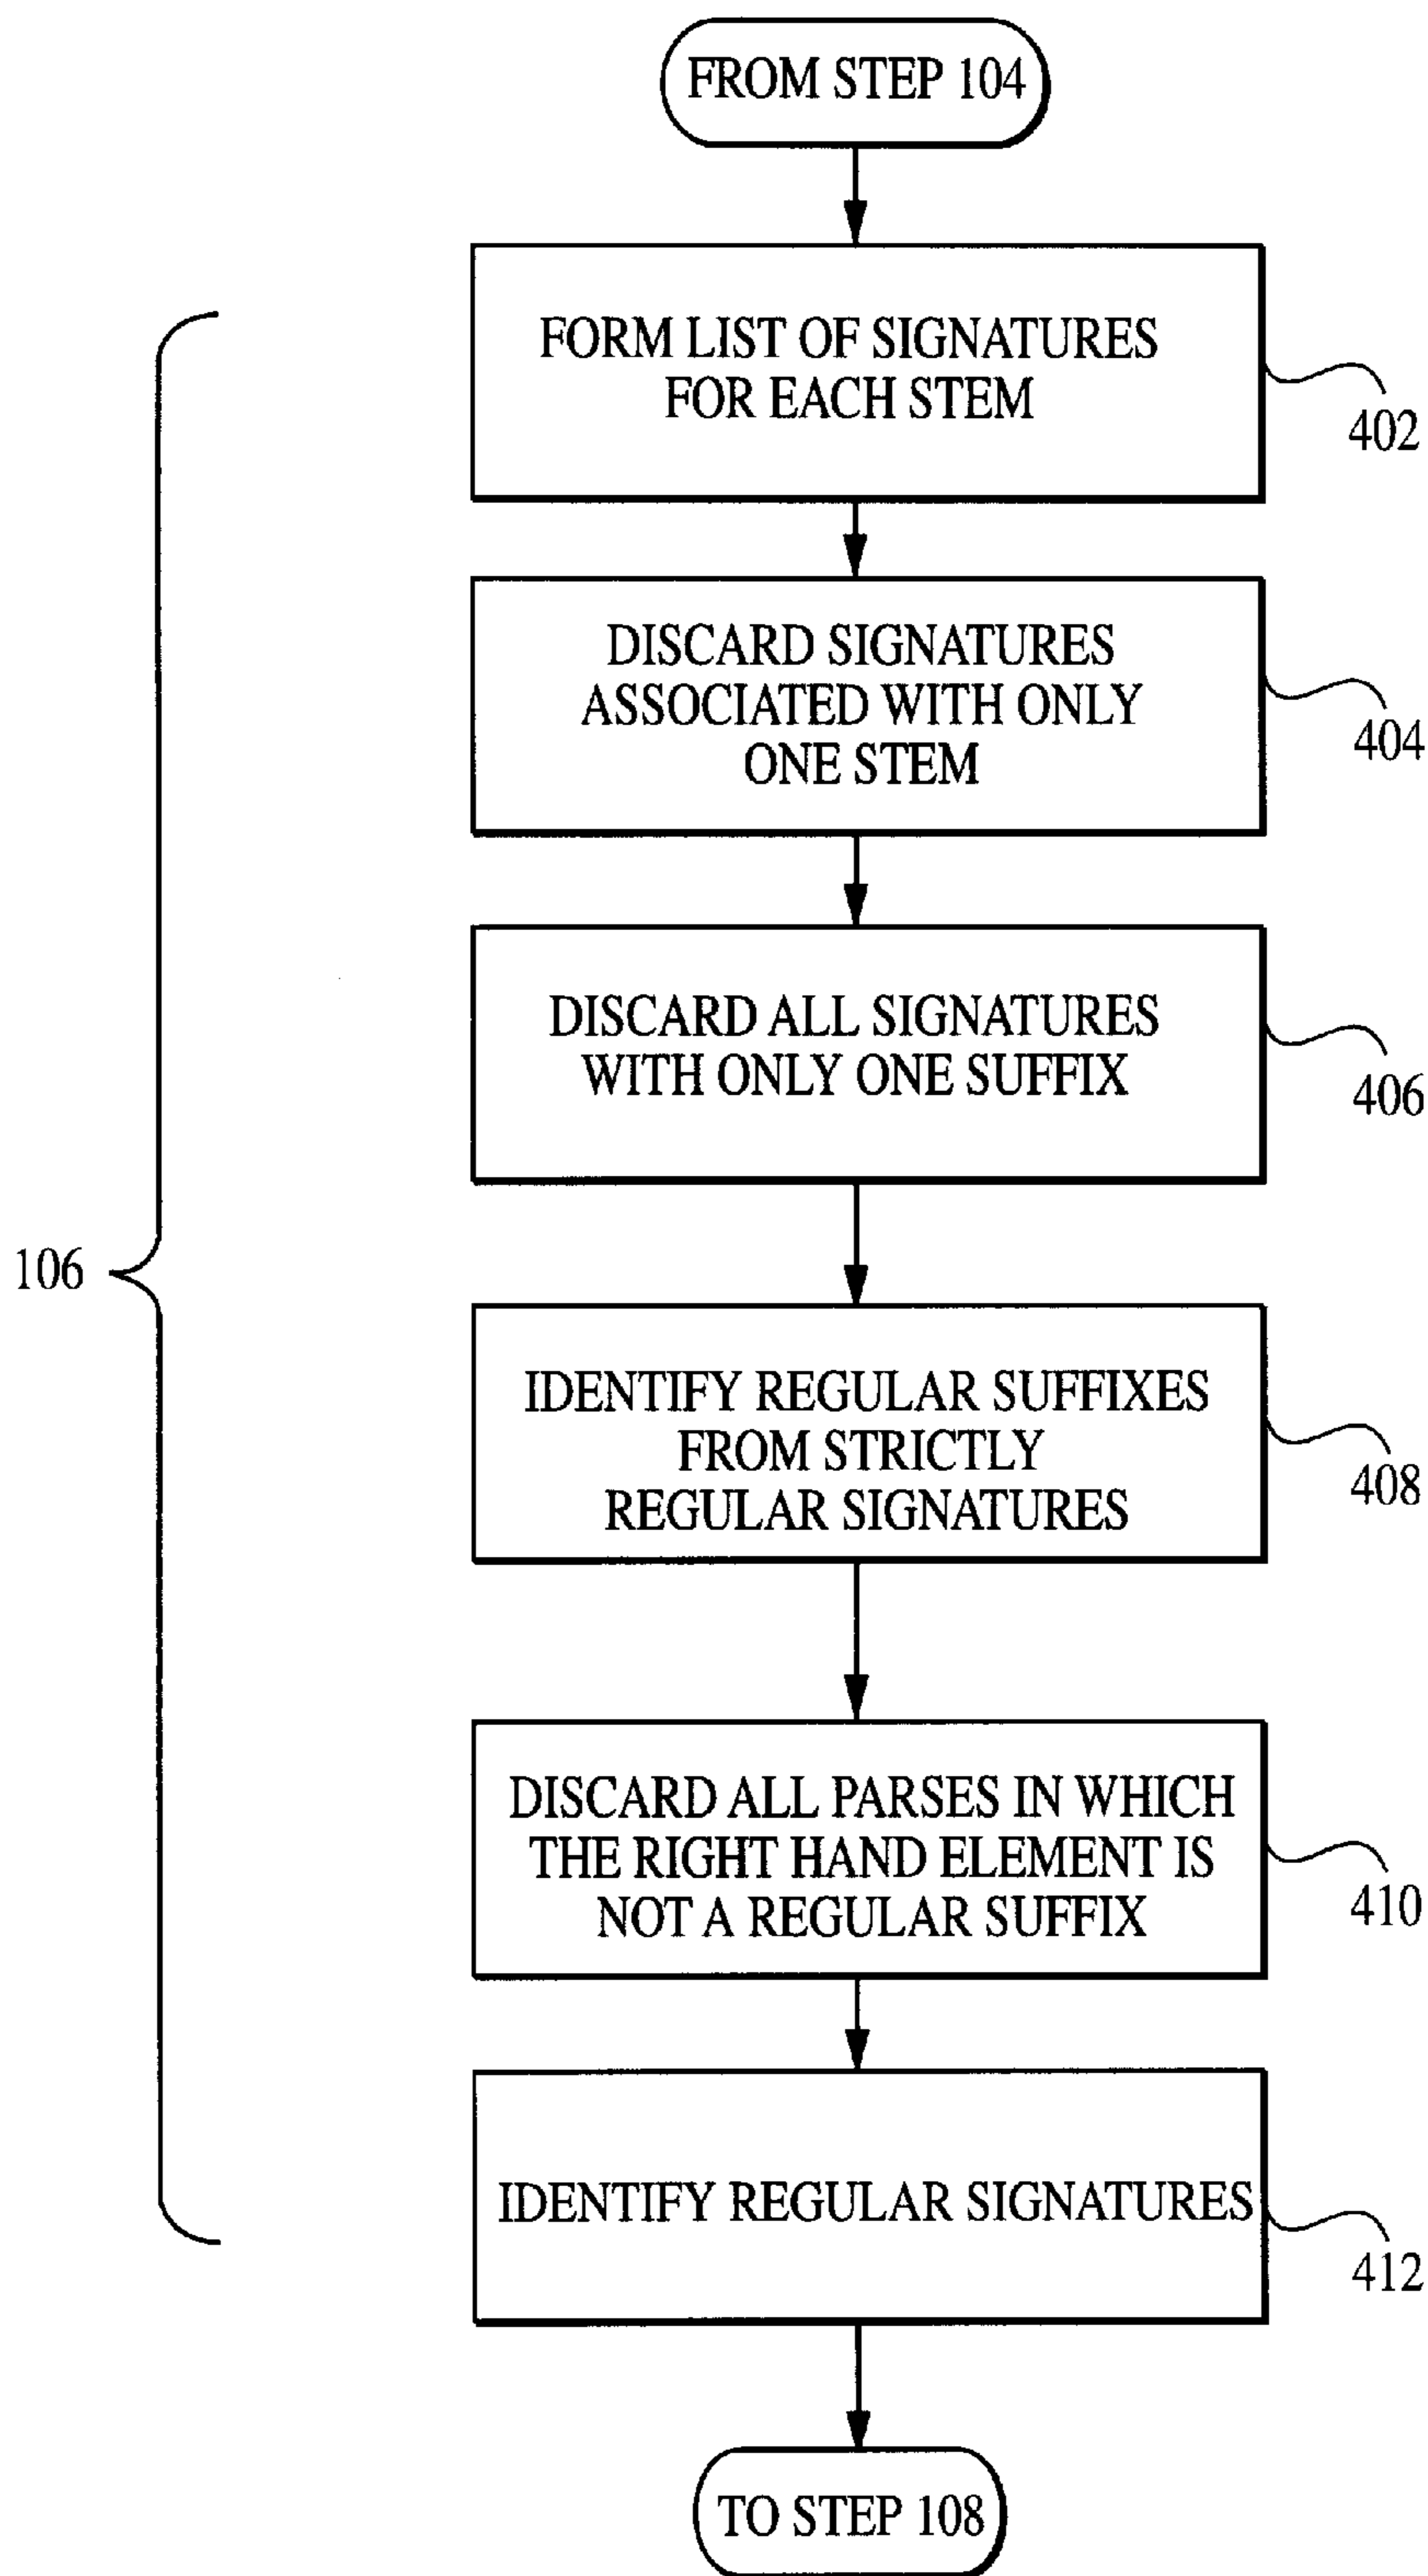 FROM STEP 104
FORM LIST OF SIGNATURES
FOR EACH STEM
402
DISCARD SIGNATURES
ASSOCIATED WITH ONLY
ONE STEM
404
DISCARD ALL SIGNATURES
WITH ONLY ONE SUFFIX
406
106
IDENTIFY REGULAR SUFFIXES
FROM STRICTLY
REGULAR SIGNATURES
408
DISCARD ALL PARSES IN WHICH
THE RIGHT HAND ELEMENT IS
NOT A REGULAR SUFFIX
410
IDENTIFY REGULAR SIGNATURES
412
TO STEP 108